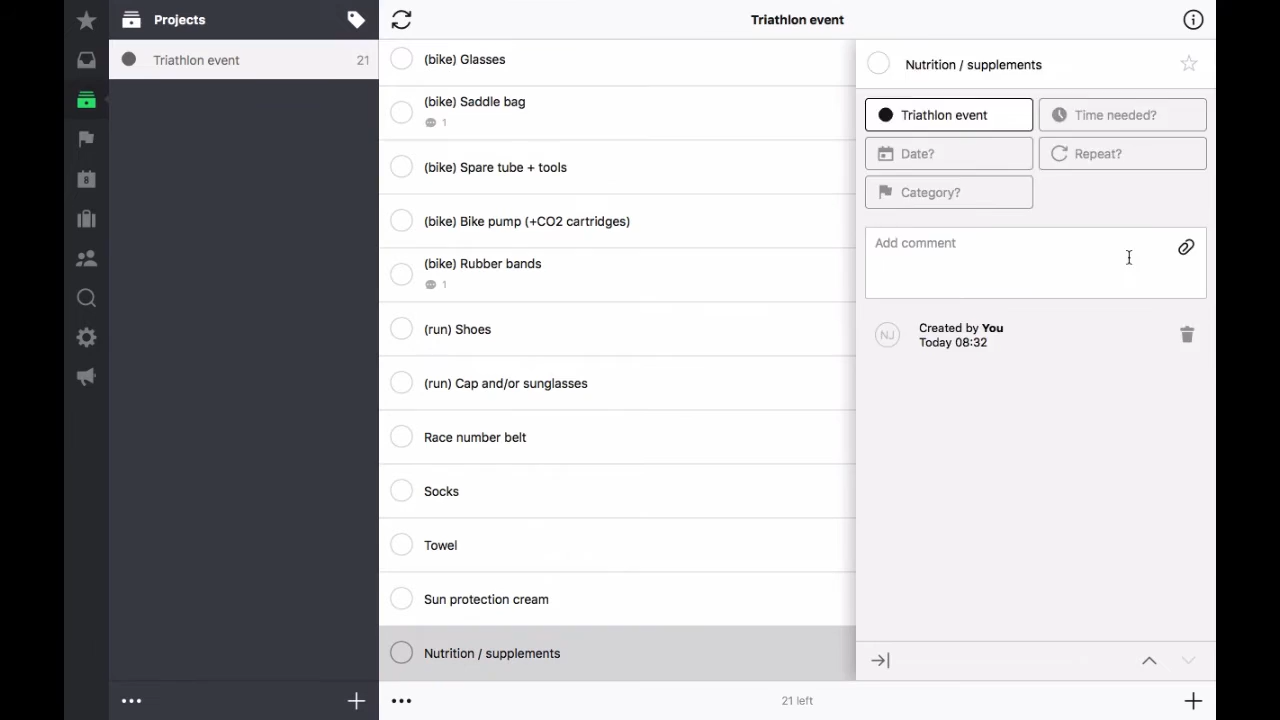 Projects
Triathlon event
21
8
Triathlon event
(bike) Glasses
(bike) Saddle bag
1
(bike) Spare tube + tools
(bike) Bike pump (+CO2 cartridges)
(bike) Rubber bands
1
(run) Shoes
(run) Cap and/or sunglasses
Race number belt
Socks
Towel
Sun protection cream
Nutrition / supplements
21 left
Nutrition / supplements
Triathlon event
Time needed?
Date?
Repeat?
Category?
Add comment
NJ
Created by You
Today 08:32